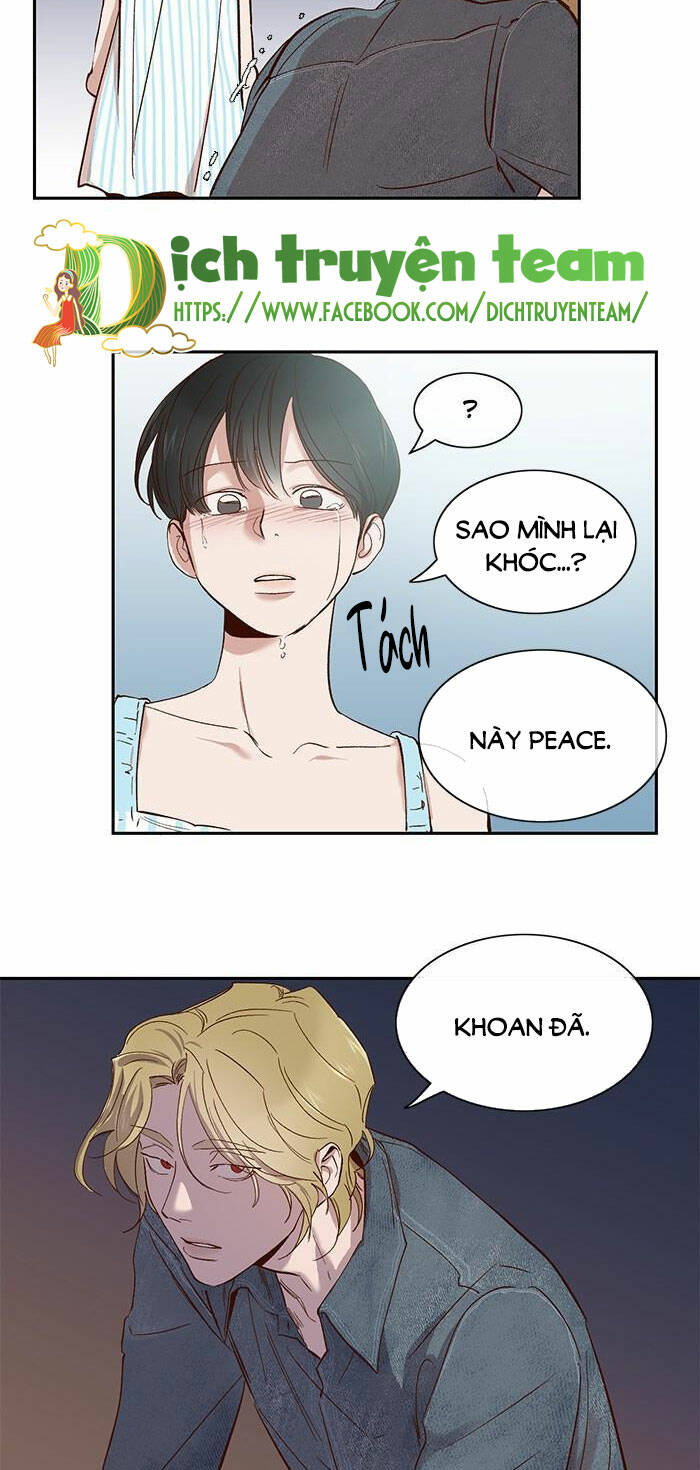 Dịch truyện team
HTTPS://WWW.FACEBOOK.COM/DICHTRUYENTEAM/
?
SAO MÌNH LẠI
KHÓC...?
Tách
NÀY PEACE.
KHOAN ĐÃ.